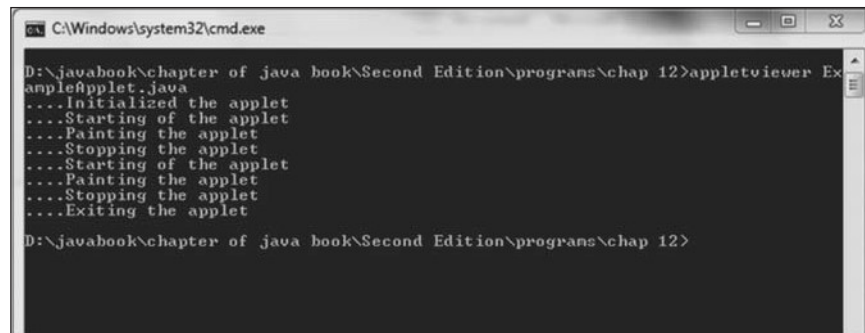 C:\Windows\system32\cmd.exe
D:\javabook\chapter of java book\Second Edition\programs\chap 12>appletviewer Ex
ampleApplet.java
....Initialized the applet
....Starting of the applet
....Painting the applet
....Stopping the applet
....Starting of the applet
....Painting the applet
....Stopping the applet
....Exiting the applet
D:\javabook\chapter of java book\Second Edition\programs\chap 12>